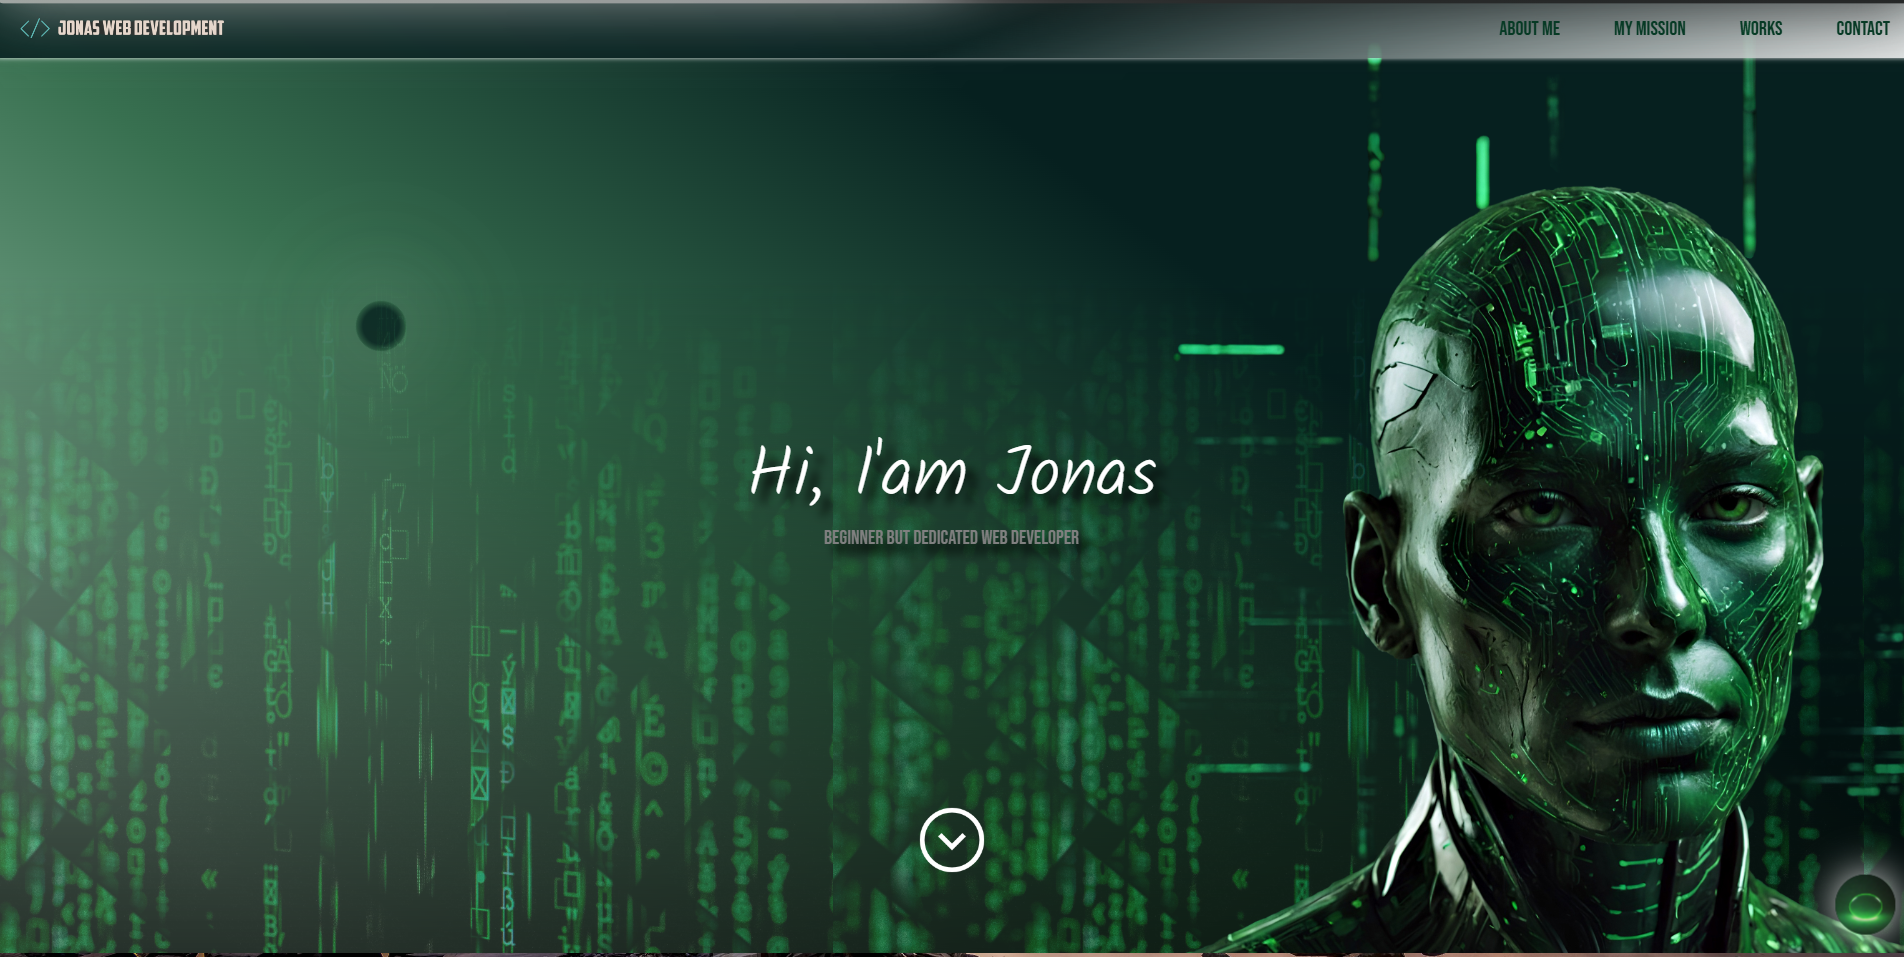 </> JONAS WEB DEVELOPMENT
ABOUT ME
MY MISSION
WORKS
CONTACT
Hi, I'am Jonas
BEGINNER BUT DEDICATED WEB DEVELOPER